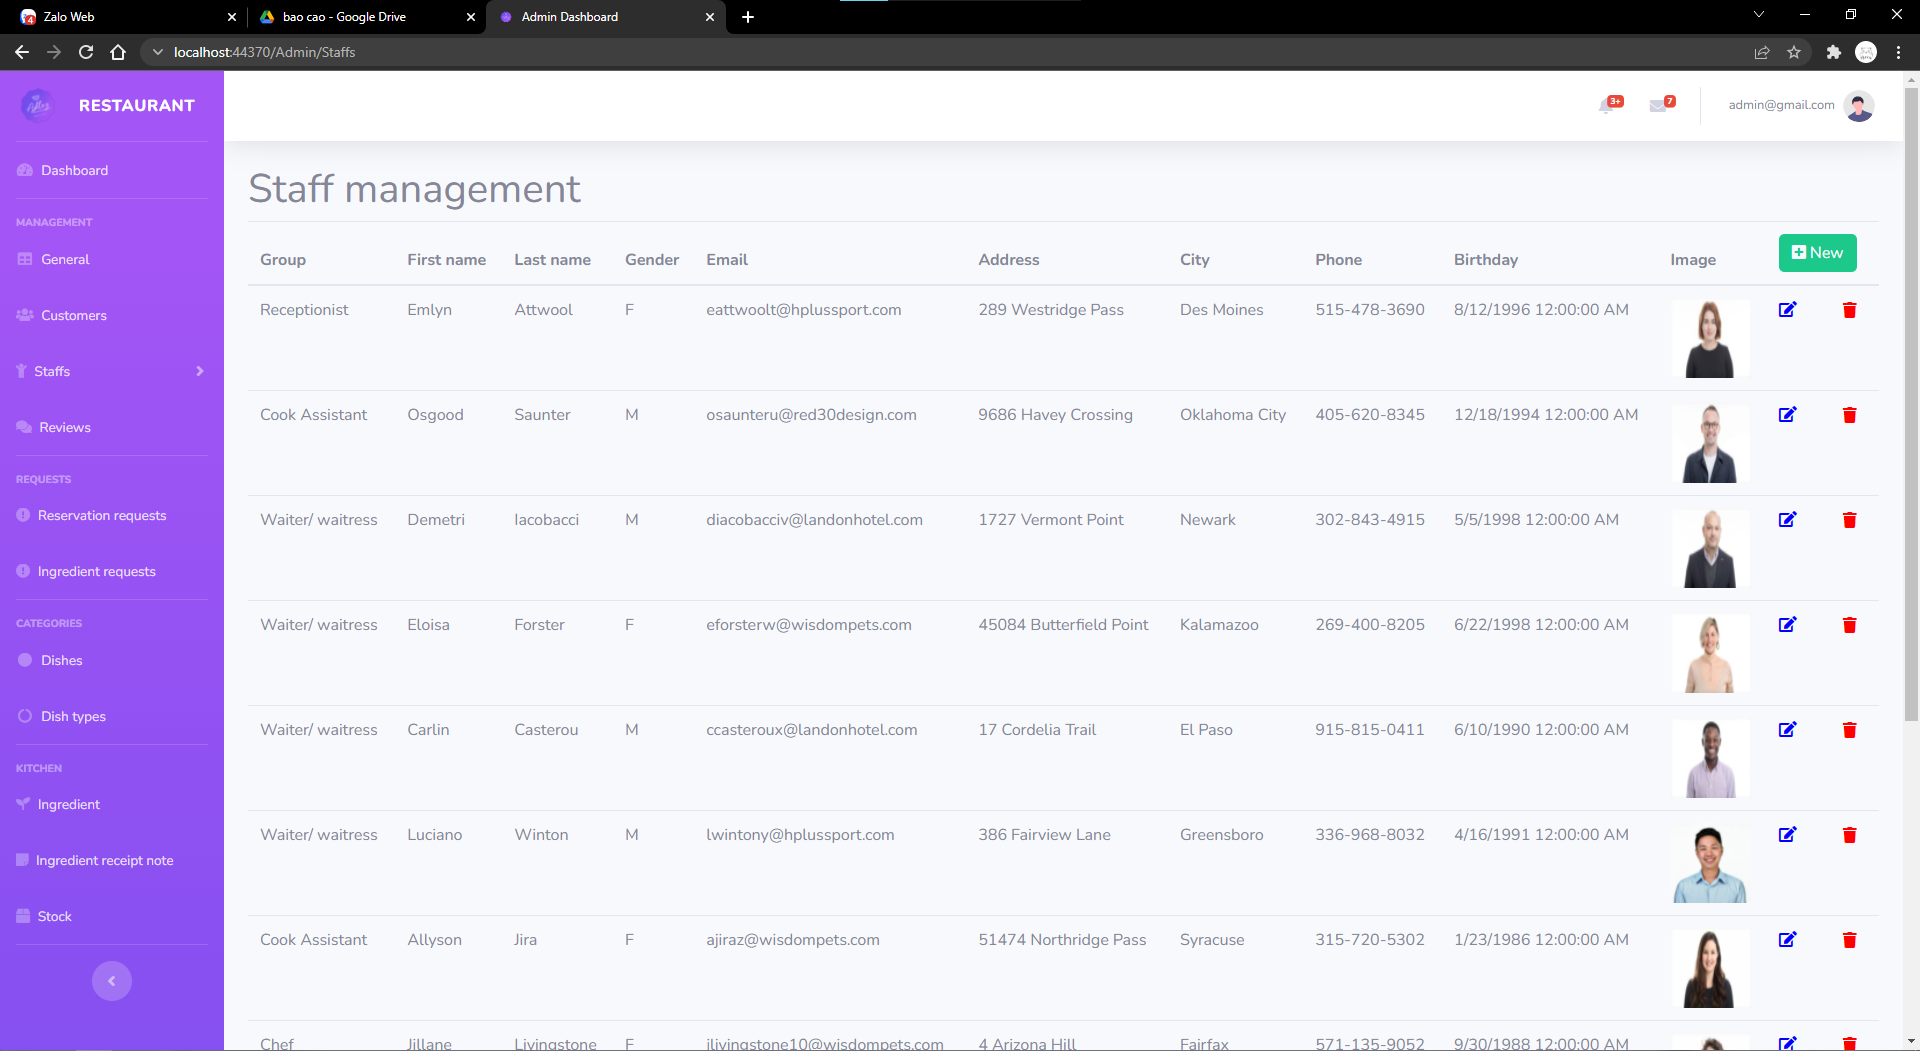 4
Zalo Web
bao cao - Google Drive
Admin Dashboard
localhost:44370/Admin/Staffs
RESTAURANT
3+
7
admin@gmail.com
Dashboard
MANAGEMENT
General
Customers
Staffs
Reviews
REQUESTS
Reservation requests
Ingredient requests
CATEGORIES
Dishes
Dish types
KITCHEN
Ingredient
Ingredient receipt note
Stock
Staff management
Group First name Last name Gender Email Address City Phone Birthday Image New
Receptionist Emlyn Attwool F eattwoolt@hplussport.com 289 Westridge Pass Des Moines 515-478-3690 8/12/1996 12:00:00 AM
Cook Assistant Osgood Saunter M osaunteru@red30design.com 9686 Havey Crossing Oklahoma City 405-620-8345 12/18/1994 12:00:00 AM
Waiter/ waitress Demetri Iacobacci M diacobacciv@landonhotel.com 1727 Vermont Point Newark 302-843-4915 5/5/1998 12:00:00 AM
Waiter/ waitress Eloisa Forster F eforsterw@wisdompets.com 45084 Butterfield Point Kalamazoo 269-400-8205 6/22/1998 12:00:00 AM
Waiter/ waitress Carlin Casterou M ccasteroux@landonhotel.com 17 Cordelia Trail El Paso 915-815-0411 6/10/1990 12:00:00 AM
Waiter/ waitress Luciano Winton M lwintony@hplussport.com 386 Fairview Lane Greensboro 336-968-8032 4/16/1991 12:00:00 AM
Cook Assistant Allyson Jira F ajiraz@wisdompets.com 51474 Northridge Pass Syracuse 315-720-5302 1/23/1986 12:00:00 AM
Chef Jillane Livingstone F jlivingstone10@wisdompets.com 4 Arizona Hill Fairfax 571-135-9052 9/30/1988 12:00:00 AM